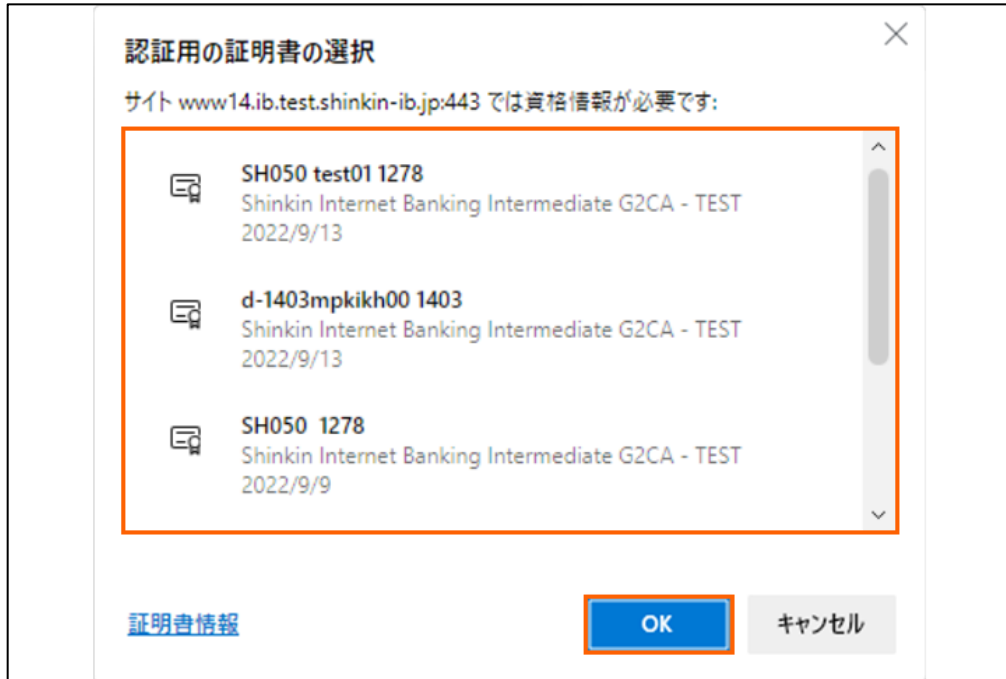 認証用の証明書の選択
サイト www14.ib.test.shinkin-ib.jp:443 では資格情報が必要です:
SH050 test01 1278
Shinkin Internet Banking Intermediate G2CA - TEST
2022/9/13
d-1403mpkikh00 1403
Shinkin Internet Banking Intermediate G2CA - TEST
2022/9/13
SH050  1278
Shinkin Internet Banking Intermediate G2CA - TEST
2022/9/9
証明書情報
OK
キャンセル